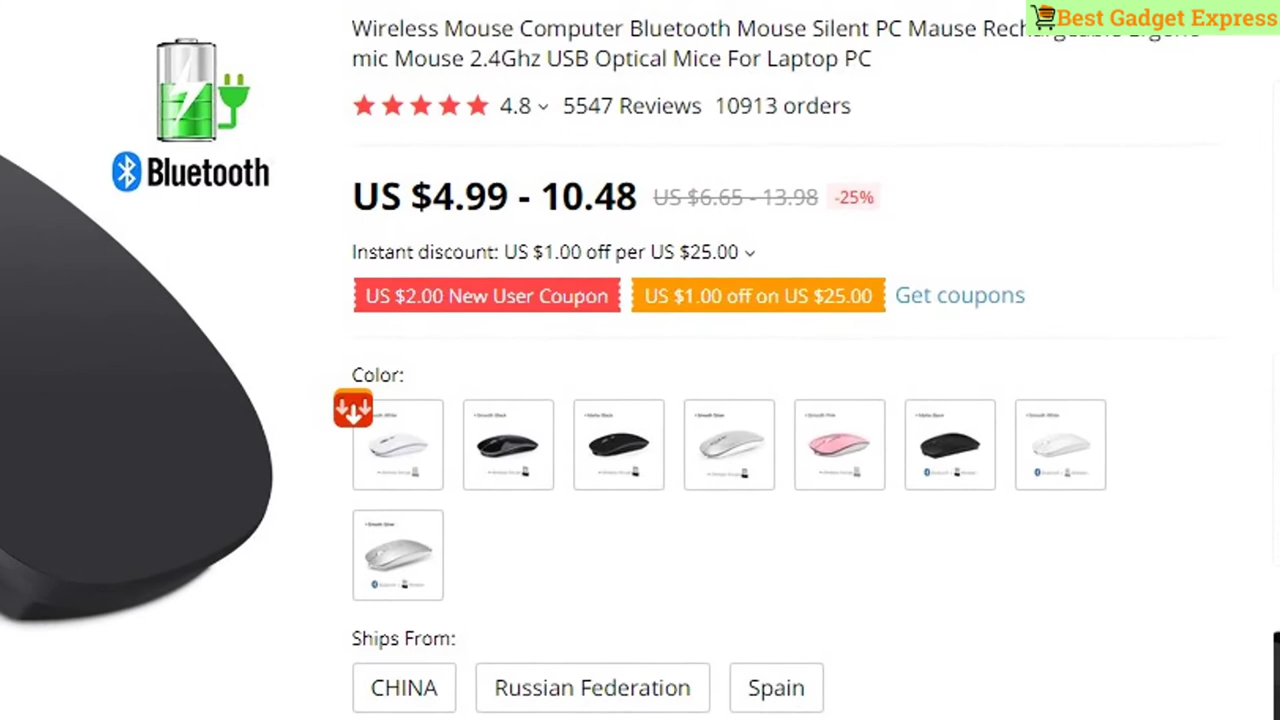 Best Gadget Express
Wireless Mouse Computer Bluetooth Mouse Silent PC Mause Rechargeable Ergono
mic Mouse 2.4Ghz USB Optical Mice For Laptop PC
4.8 5547 Reviews 10913 orders
Bluetooth
US $4.99 - 10.48 US $6.65 - 13.98 -25%
Instant discount: US $1.00 off per US $25.00
US $2.00 New User Coupon US $1.00 off on US $25.00 Get coupons
Color:
Ships From:
CHINA Russian Federation Spain